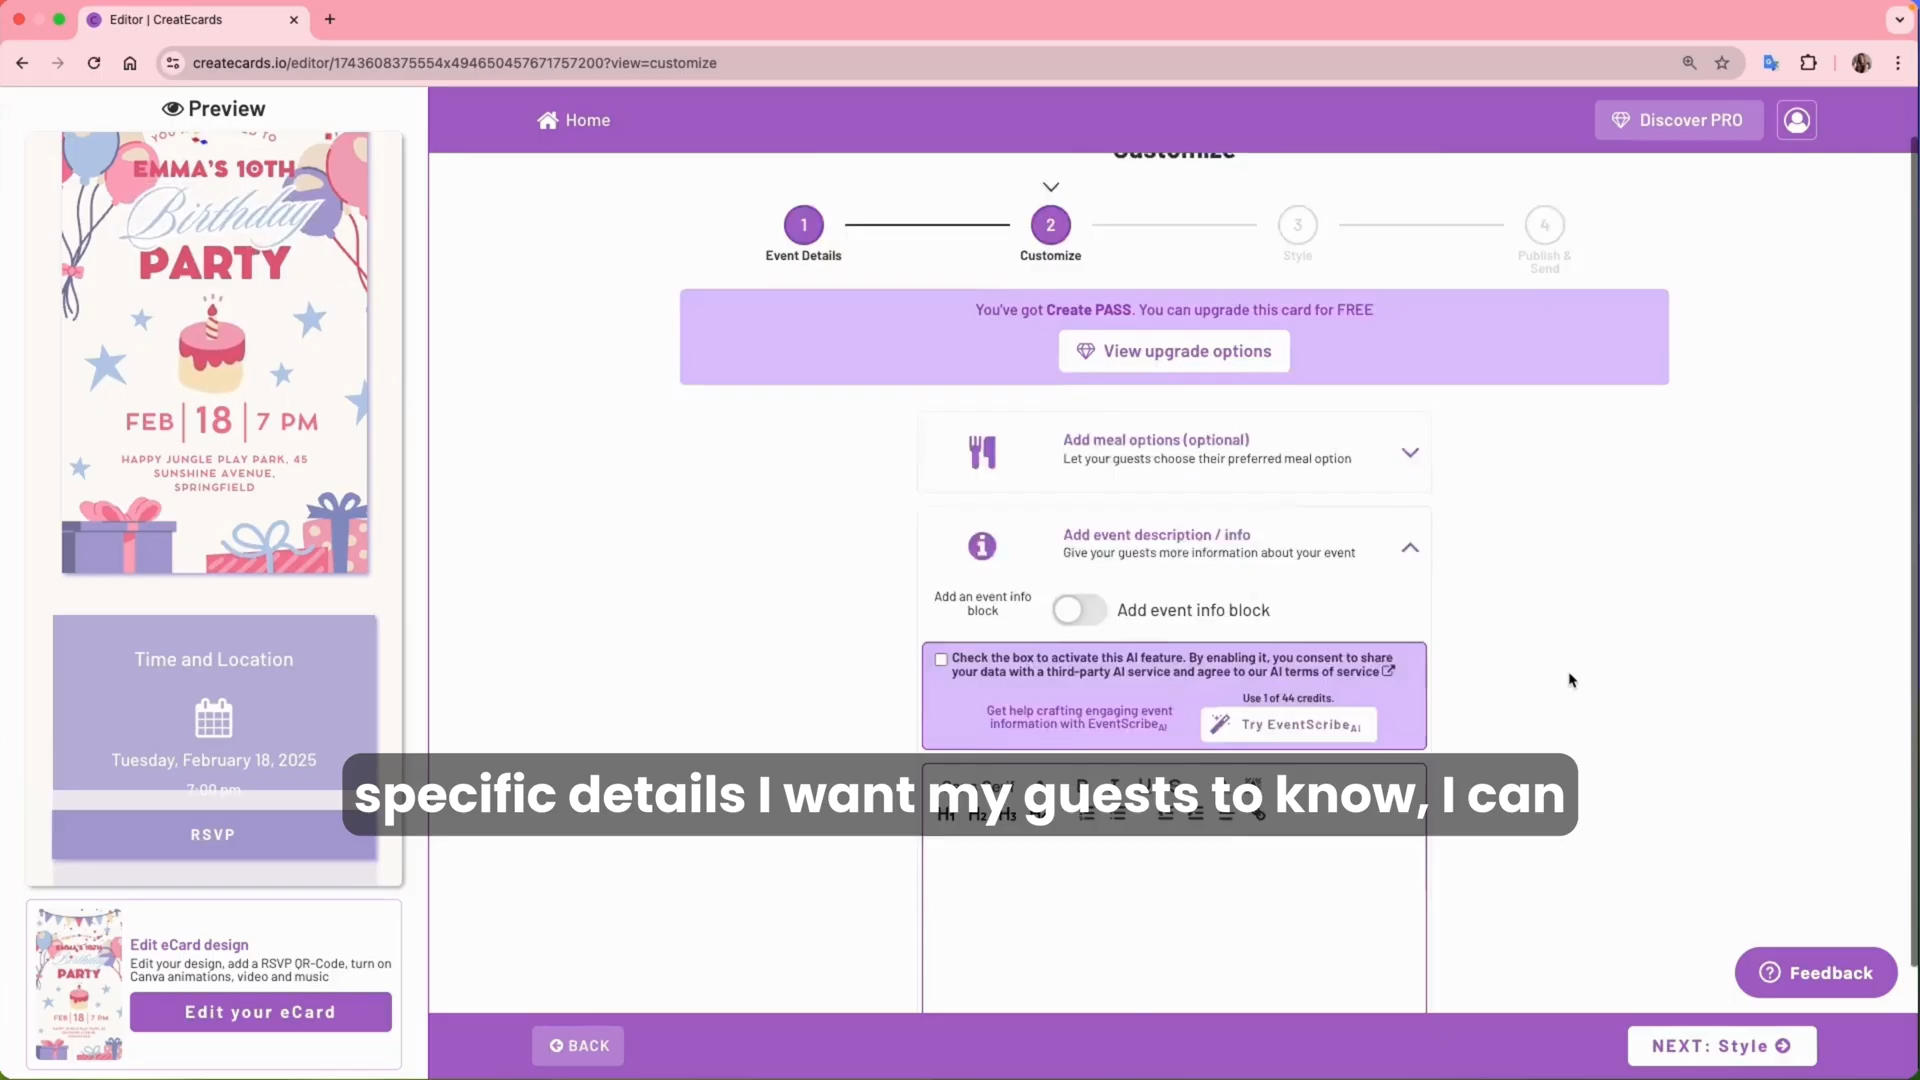 Editor | CreatEcards
createcards.io/editor/1743608375554x494650457671757200?view=customize
Preview
EMMA'S 10TH
Birthday
PARTY
FEB | 18 | 7 PM
HAPPY JUNGLE PLAY PARK, 45
SUNSHINE AVENUE,
SPRINGFIELD
Time and Location
Tuesday, February 18, 2025
7:00 pm
RSVP
Edit eCard design
Edit your design, add a RSVP QR-Code, turn on
Canva animations, video and music
Edit your eCard
Home
Discover PRO
Customize
1
2
3
4
Event Details
Customize
Style
Publish &
Send
You've got Create PASS. You can upgrade this card for FREE
View upgrade options
Add meal options (optional)
Let your guests choose their preferred meal option
Add event description / info
Give your guests more information about your event
Add an event info
block
Add event info block
Check the box to activate this AI feature. By enabling it, you consent to share
your data with a third-party AI service and agree to our AI terms of service
Use 1 of 44 credits.
Get help crafting engaging event
information with EventScribeAI
Try EventScribeAI
specific details I want my guests to know, I can
H1 H2 H3
Feedback
BACK
NEXT: Style